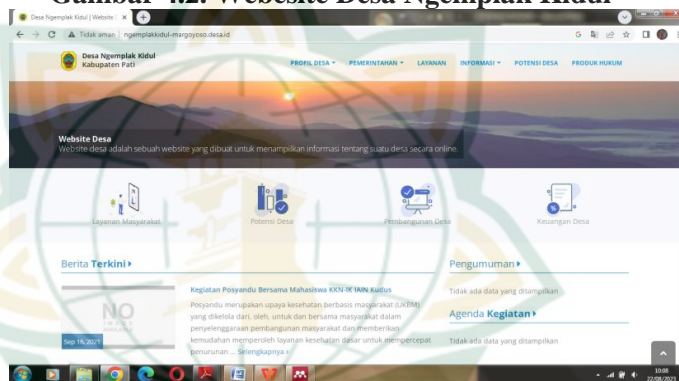 Gambar 4.2. Webesite Desa Ngemplak Kidul
Desa Ngemplak Kidul | Website
Tidak aman | ngemplakkidul-margoyoso.desa.id
Desa Ngemplak Kidul
Kabupaten Pati
PROFIL DESA PEMERINTAHAN LAYANAN INFORMASI POTENSI DESA PRODUK HUKUM
Website Desa
Website desa adalah sebuah website yang dibuat untuk menampilkan informasi tentang suatu desa secara online.
Layanan Masyarakat Potensi Desa Pembangunan Desa Keuangan Desa
Berita Terkini
Pengumuman
Kegiatan Posyandu Bersama Mahasiswa KKN-IK IAIN Kudus
Tidak ada data yang ditampilkan
NO
IMAGE
AVAILABLE
Posyandu merupakan upaya kesehatan berbasis masyarakat (UKBM)
yang dikelola dari, oleh, untuk dan bersama masyarakat dalam
penyelenggaraan pembangunan masyarakat dan memberikan
kemudahan memperoleh layanan kesehatan dasar untuk mempercepat
penurunan ... Selengkapnya
Sep 16, 2021
Agenda Kegiatan
Tidak ada data yang ditampilkan
10:08
22/08/2023